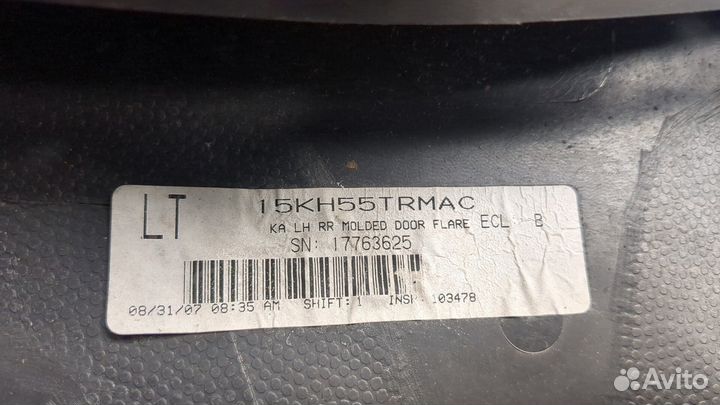 LT
15KH55TRMAC
KA LH RR MOLDED DOOR FLARE ECL B
SN: 17763625
08/31/07 08:35 AM SHIFT: 1 103478
Avito